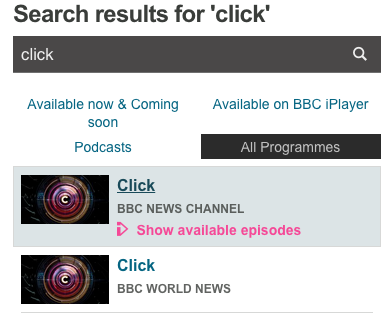 Search results for 'click'
click
Available now & Coming soon
Available on BBC iPlayer
Podcasts
All Programmes
Click
BBC NEWS CHANNEL
Show available episodes
Click
BBC WORLD NEWS